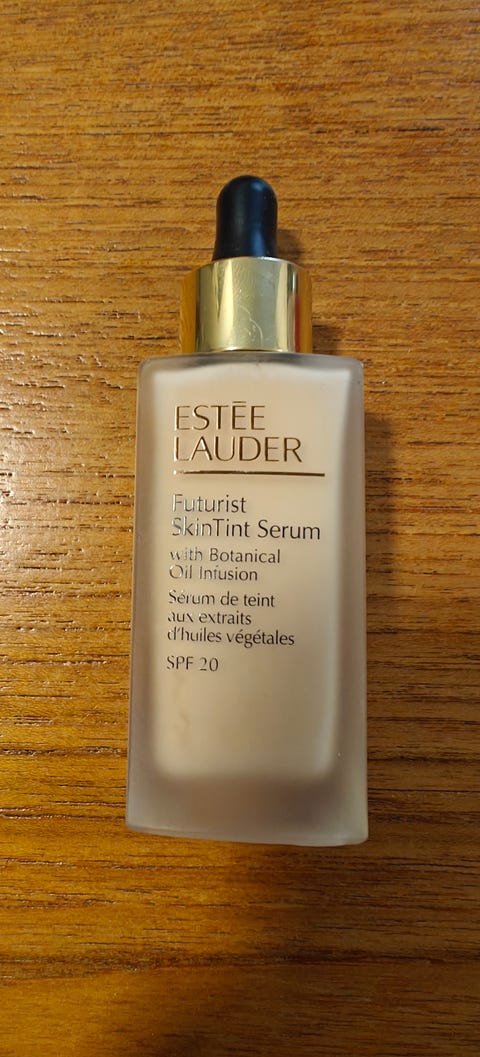 ESTĒE
LAUDER
Futurist
SkinTint Serum
with Botanical
Oil Infusion
Sérum de teint
aux extraits
d'huiles végétales
SPF 20